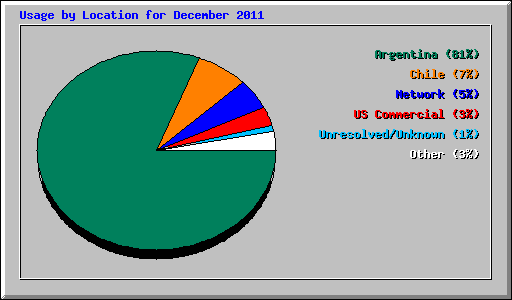 Usage by Location for December 2011
Argentina (81%)
Chile (7%)
Network (5%)
US Commercial (3%)
Unresolved/Unknown (1%)
Other (3%)